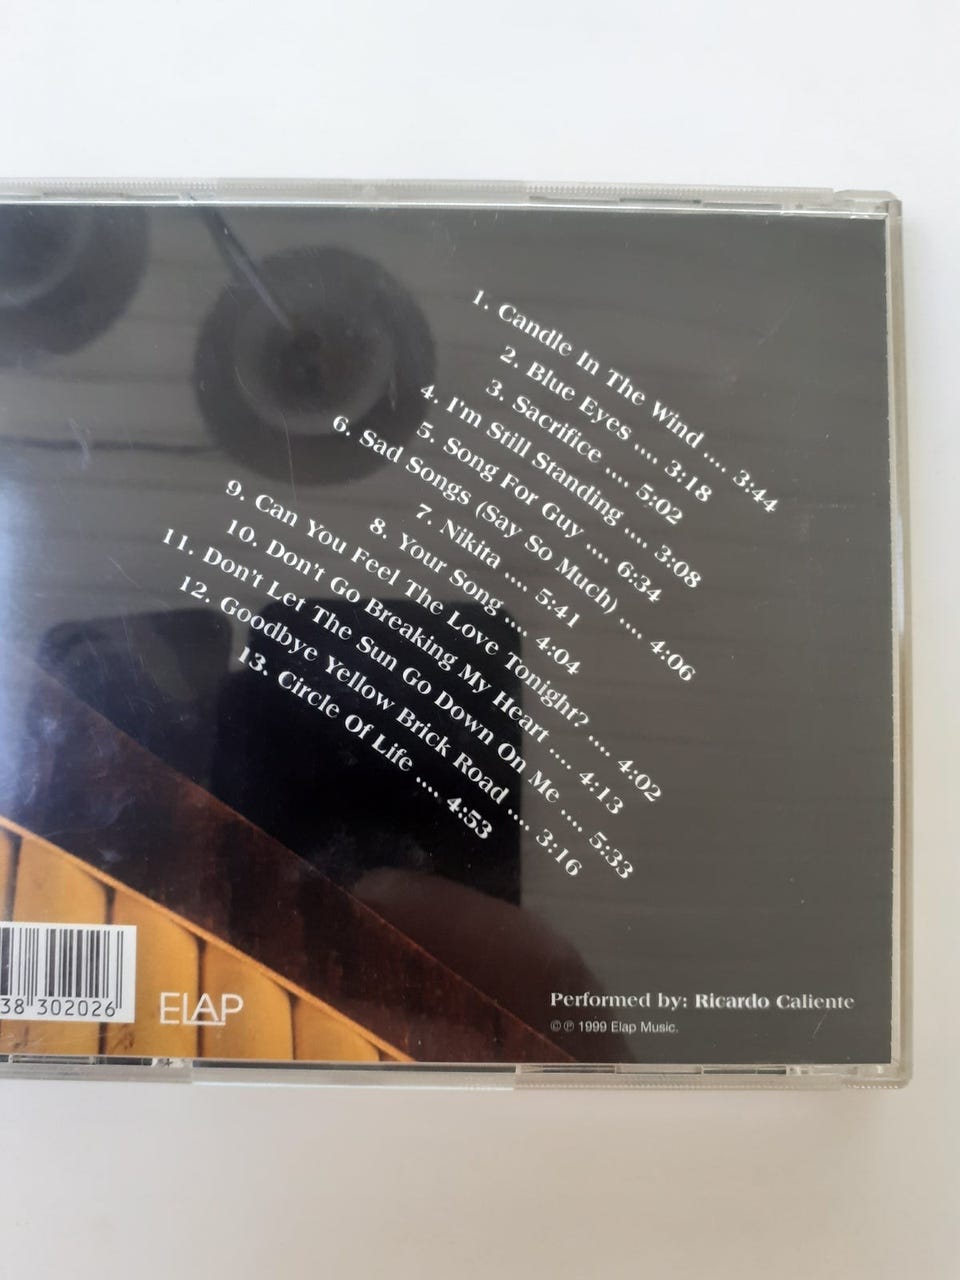 1. Candle In The Wind .... 3:44
2. Blue Eyes .... 3:18
3. Sacrifice .... 5:02
4. I'm Still Standing .... 3:08
5. Song For Guy .... 6:34
6. Sad Songs (Say So Much) .... 4:06
7. Nikita .... 5:41
8. Your Song .... 4:04
9. Can You Feel The Love Tonight? .... 4:02
10. Don't Go Breaking My Heart .... 4:13
11. Don't Let The Sun Go Down On Me .... 5:33
12. Goodbye Yellow Brick Road .... 3:16
13. Circle Of Life .... 4:53
38 302026
ELAP
Performed by: Ricardo Caliente
© ℗ 1999 Elap Music.